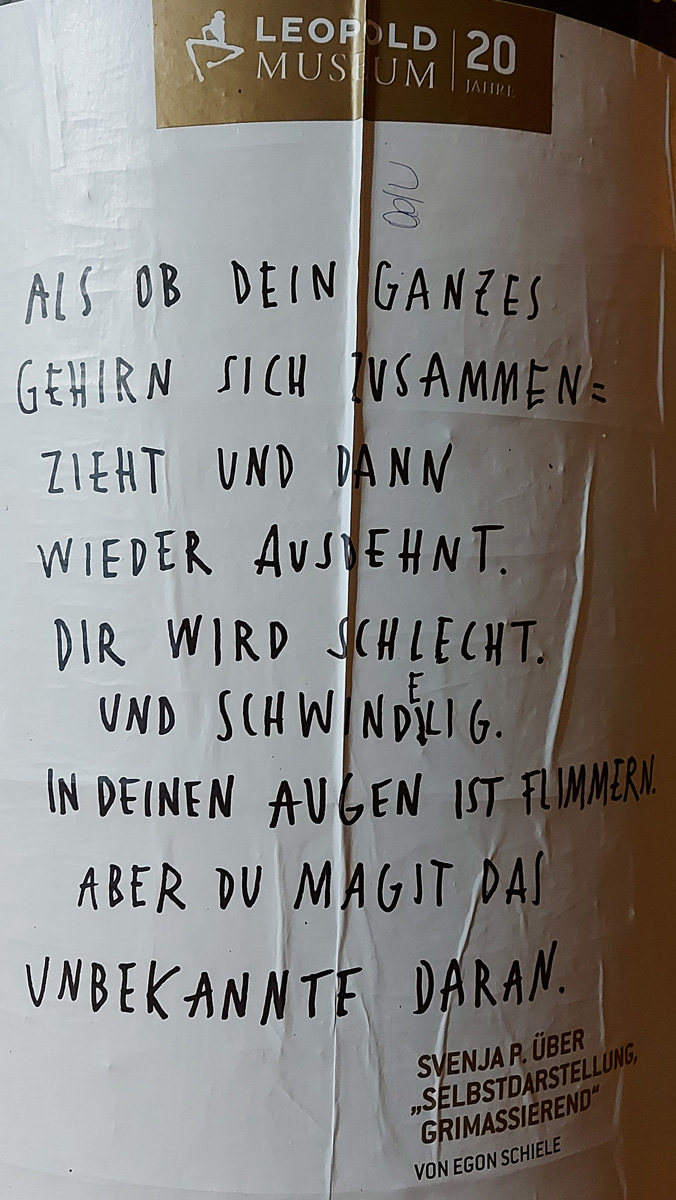 LEOPOLD
MUSEUM
20
JAHRE
ALS OB DEIN GANZES
GEHIRN SICH ZUSAMMEN=
ZIEHT UND DANN
WIEDER AUSDEHNT.
DIR WIRD SCHLECHT.
UND SCHWINDELIG.
IN DEINEN AUGEN IST FLIMMERN.
ABER DU MAGST DAS
UNBEKANNTE DARAN.
SVENJA P. ÜBER
„SELBSTDARSTELLUNG,
GRIMASSIEREND“
VON EGON SCHIELE